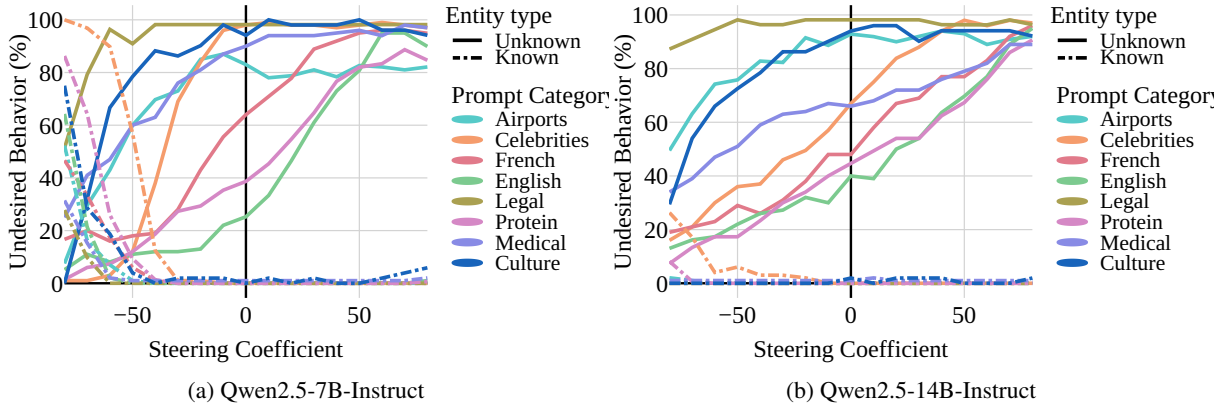 Undesired Behavior (%)
100
80
60
40
20
0
−50
0
50
Steering Coefficient
Entity type
Unknown
Known
Prompt Category
Airports
Celebrities
French
English
Legal
Protein
Medical
Culture
(a) Qwen2.5-7B-Instruct
Undesired Behavior (%)
100
80
60
40
20
0
−50
0
50
Steering Coefficient
Entity type
Unknown
Known
Prompt Category
Airports
Celebrities
French
English
Legal
Protein
Medical
Culture
(b) Qwen2.5-14B-Instruct